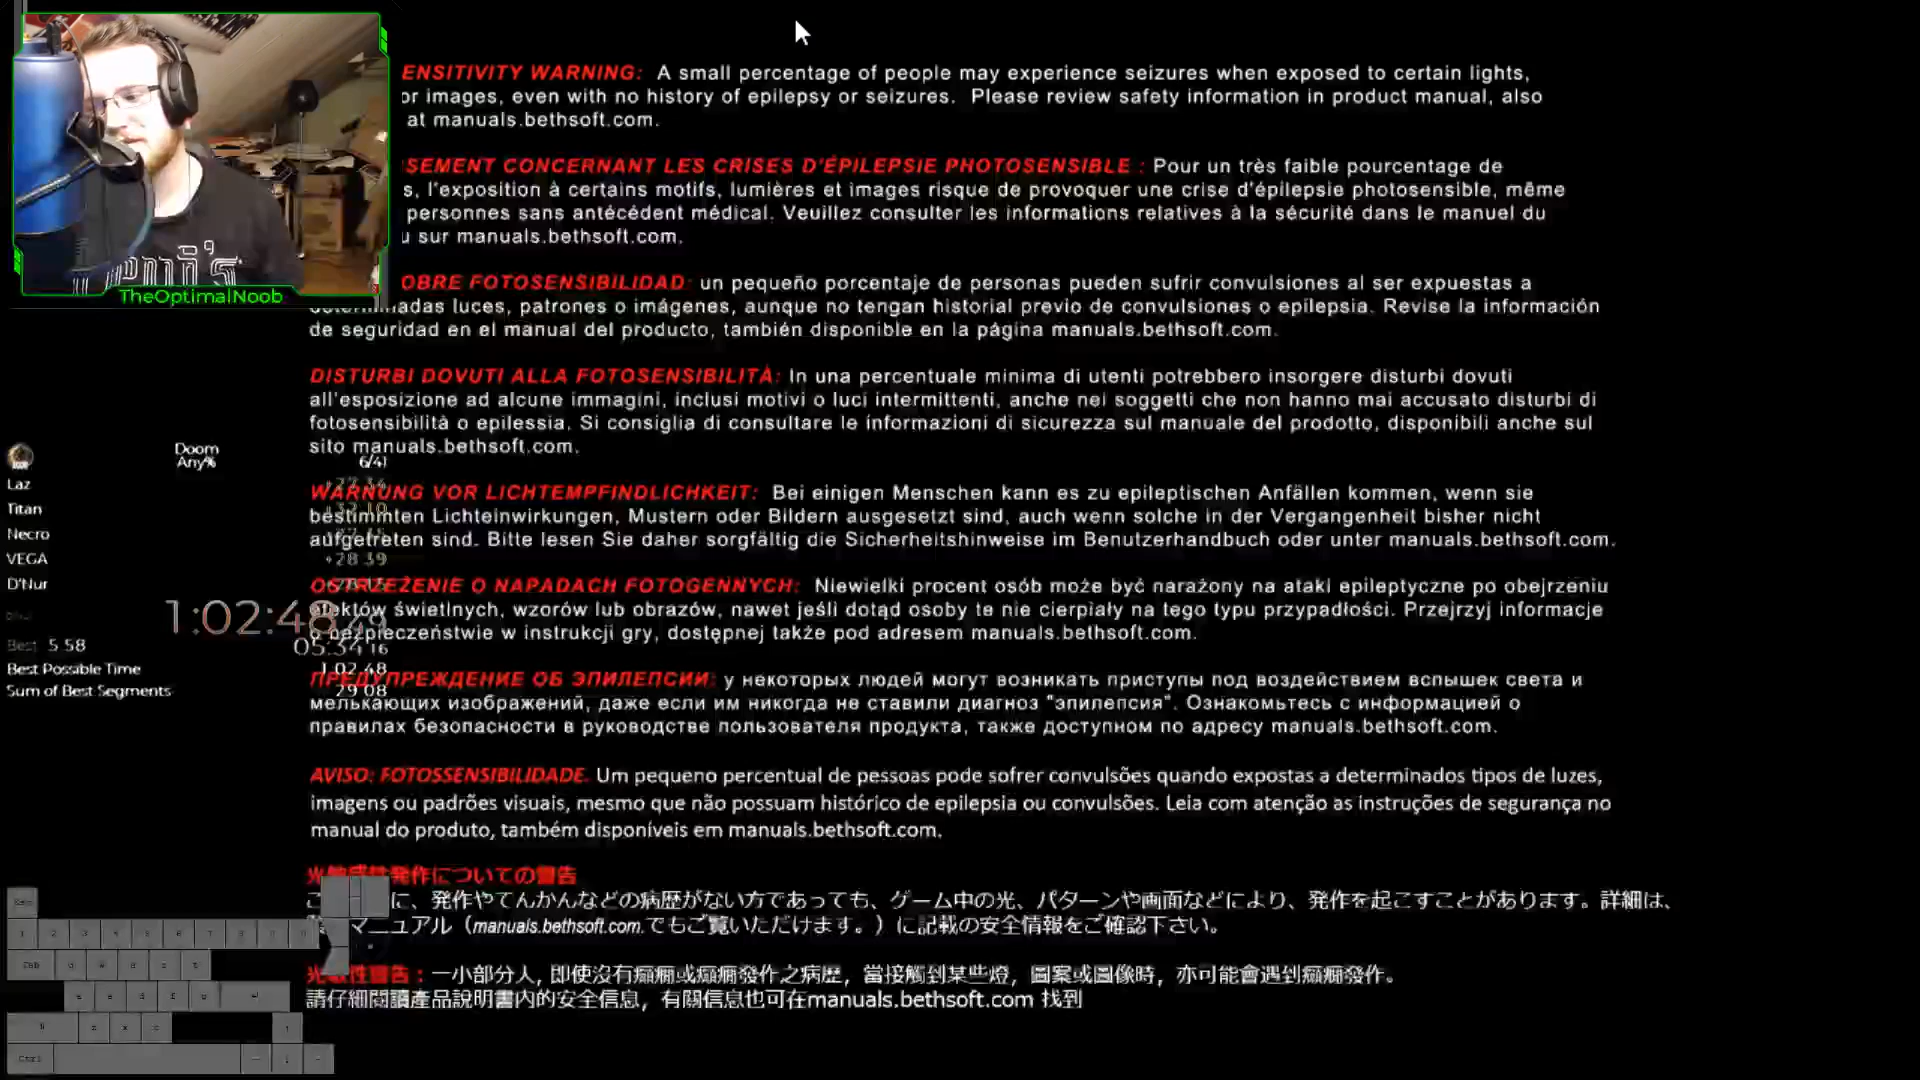 ENSITIVITY WARNING: A small percentage of people may experience seizures when exposed to certain lights,
or images, even with no history of epilepsy or seizures. Please review safety information in product manual, also
at manuals.bethsoft.com.
SEMENT CONCERNANT LES CRISES D'ÉPILEPSIE PHOTOSENSIBLE : Pour un très faible pourcentage de
s, l'exposition à certains motifs, lumières et images risque de provoquer une crise d'épilepsie photosensible, même
personnes sans antécédent médical. Veuillez consulter les informations relatives à la sécurité dans le manuel du
u sur manuals.bethsoft.com.
TheOptimalNoob
OBRE FOTOSENSIBILIDAD: un pequeño porcentaje de personas pueden sufrir convulsiones al ser expuestas a
luces, patrones o imágenes, aunque no tengan historial previo de convulsiones o epilepsia. Revise la información
de seguridad en el manual del producto, también disponible en la página manuals.bethsoft.com.
DISTURBI DOVUTI ALLA FOTOSENSIBILITÀ: In una percentuale minima di utenti potrebbero insorgere disturbi dovuti
all'esposizione ad alcune immagini, inclusi motivi o luci intermittenti, anche nei soggetti che non hanno mai accusato disturbi di
fotosensibilità o epilessia. Si consiglia di consultare le informazioni di sicurezza sul manuale del prodotto, disponibili anche sul
sito manuals.bethsoft.com.
WARNUNG VOR LICHTEMPFINDLICHKEIT: Bei einigen Menschen kann es zu epileptischen Anfällen kommen, wenn sie
bestimmten Lichteinwirkungen, Mustern oder Bildern ausgesetzt sind, auch wenn solche in der Vergangenheit bisher nicht
aufgetreten sind. Bitte lesen Sie daher sorgfältig die Sicherheitshinweise im Benutzerhandbuch oder unter manuals.bethsoft.com.
OSTRZEŻENIE O NAPADACH FOTOGENNYCH: Niewielki procent osób może być narażony na ataki epileptyczne po obejrzeniu
efektów świetlnych, wzorów lub obrazów, nawet jeśli dotąd osoby te nie cierpiały na tego typu przypadłości. Przejrzyj informacje
o bezpieczeństwie w instrukcji gry, dostępnej także pod adresem manuals.bethsoft.com.
ПРЕДУПРЕЖДЕНИЕ ОБ ЭПИЛЕПСИИ: у некоторых людей могут возникать приступы под воздействием вспышек света и
мелькающих изображений, даже если им никогда не ставили диагноз "эпилепсия". Ознакомьтесь с информацией о
правилах безопасности в руководстве пользователя продукта, также доступном по адресу manuals.bethsoft.com.
AVISO: FOTOSSENSIBILIDADE. Um pequeno percentual de pessoas pode sofrer convulsões quando expostas a determinados tipos de luzes,
imagens ou padrões visuais, mesmo que não possuam histórico de epilepsia ou convulsões. Leia com atenção as instruções de segurança no
manual do produto, também disponíveis em manuals.bethsoft.com.
光敏感性発作についての警告
に、発作やてんかんなどの病歴がない方であっても、ゲーム中の光、パターンや画面などにより、発作を起こすことがあります。詳細は、
マニュアル（manuals.bethsoft.com.でもご覧いただけます。）に記載の安全情報をご確認下さい。
光敏性警告：一小部分人，即使沒有癲癇或癲癇發作之病歷，當接觸到某些燈，圖案或圖像時，亦可能會遇到癲癇發作。
請仔細閱讀產品說明書内的安全信息，有關信息也可在manuals.bethsoft.com 找到
Doom
Any%
6/41
Laz
Titan +32.10
Necro
VEGA +28 39
D'Nur
1:02:48
05:34
Best 5 58
Best Possible Time 1 02 48
Sum of Best Segments 29 08